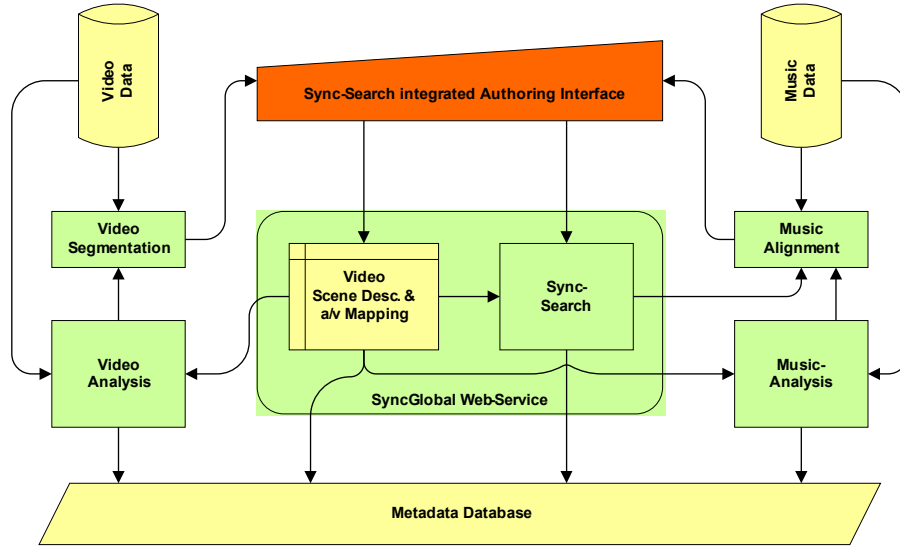 Video
Data
Music
Data
Sync-Search integrated Authoring Interface
Video
Segmentation
Music
Alignment
Video
Scene Desc. &
a/v Mapping
Sync-
Search
Video
Analysis
Music-
Analysis
SyncGlobal Web-Service
Metadata Database